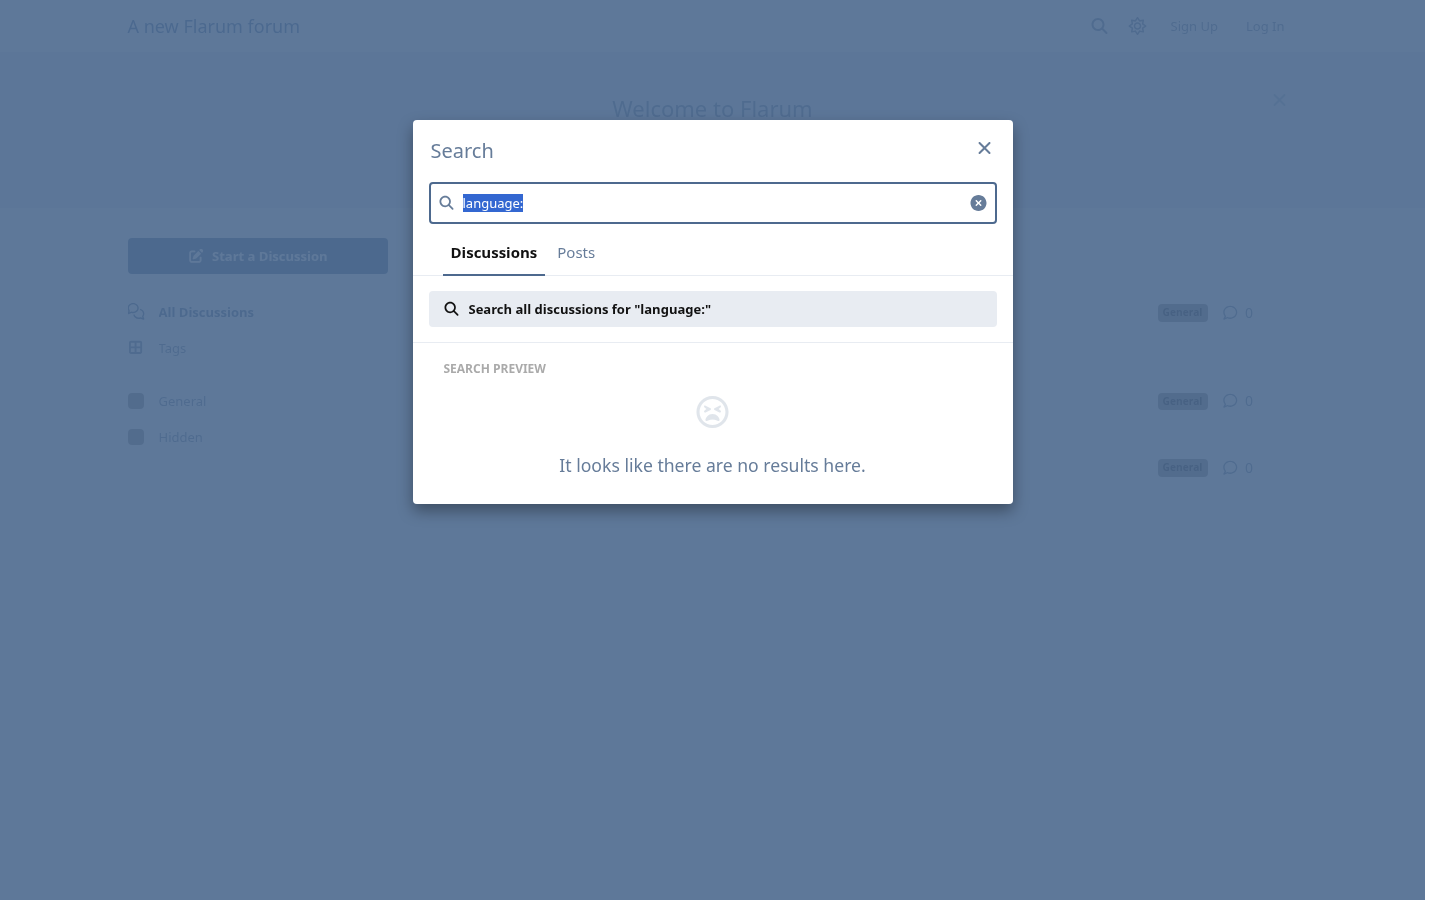 A new Flarum forum
Sign Up
Log In
Welcome to Flarum
Search
language:
Discussions
Posts
Start a Discussion
Search all discussions for "language:"
All Discussions
General
0
Tags
SEARCH PREVIEW
General
General
0
Hidden
It looks like there are no results here.
General
0